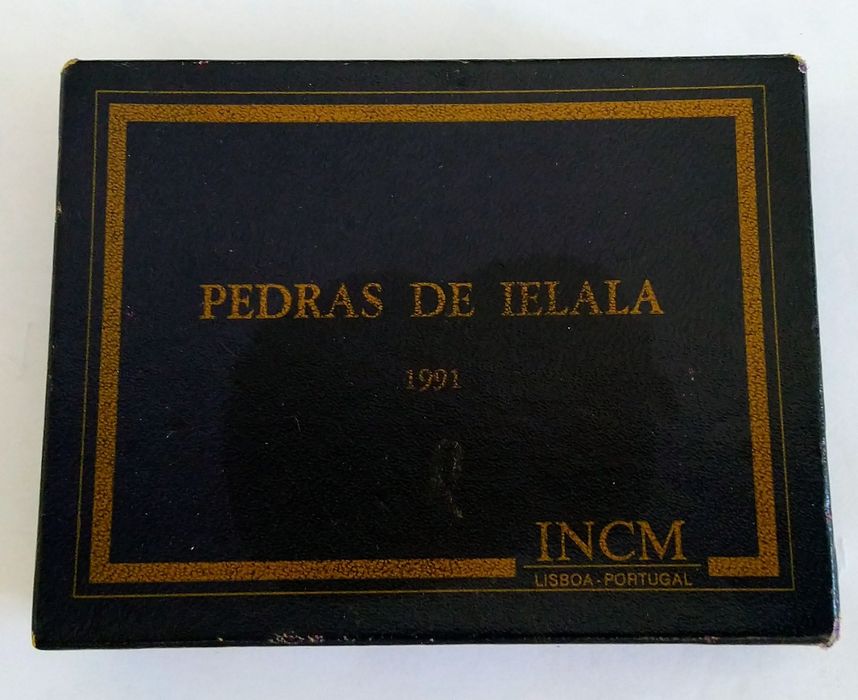 PEDRAS DE IELALA
1991
INCM
LISBOA - PORTUGAL